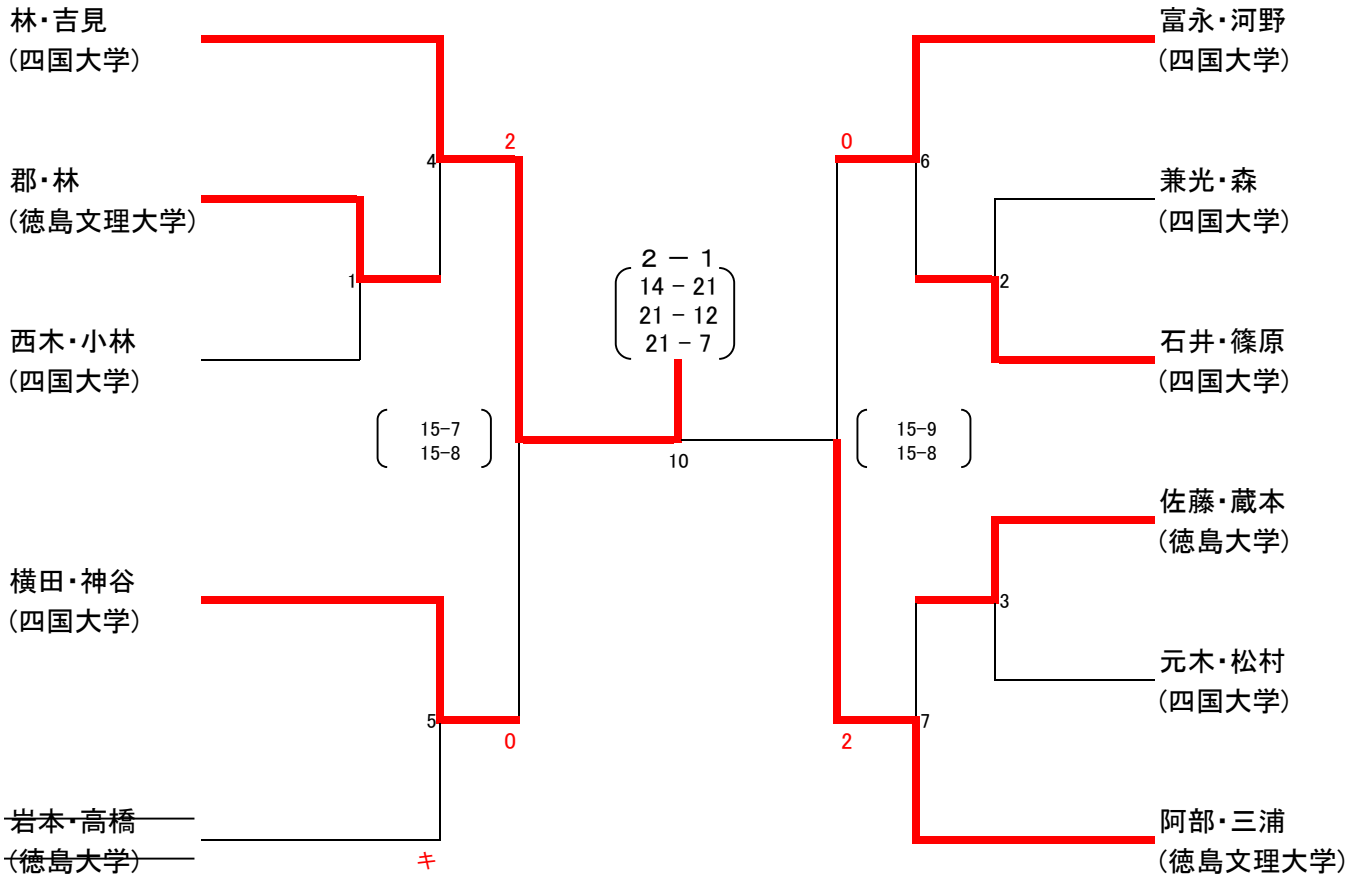 林・吉見
(四国大学)
郡・林
(徳島文理大学)
西木・小林
(四国大学)
横田・神谷
(四国大学)
岩本・高橋
(徳島大学)
4
2
1
5
0
キ
15-7
15-8
2 - 1
14 - 21
21 - 12
21 - 7
10
15-9
15-8
0
6
2
3
7
2
富永・河野
(四国大学)
兼光・森
(四国大学)
石井・篠原
(四国大学)
佐藤・蔵本
(徳島大学)
元木・松村
(四国大学)
阿部・三浦
(徳島文理大学)